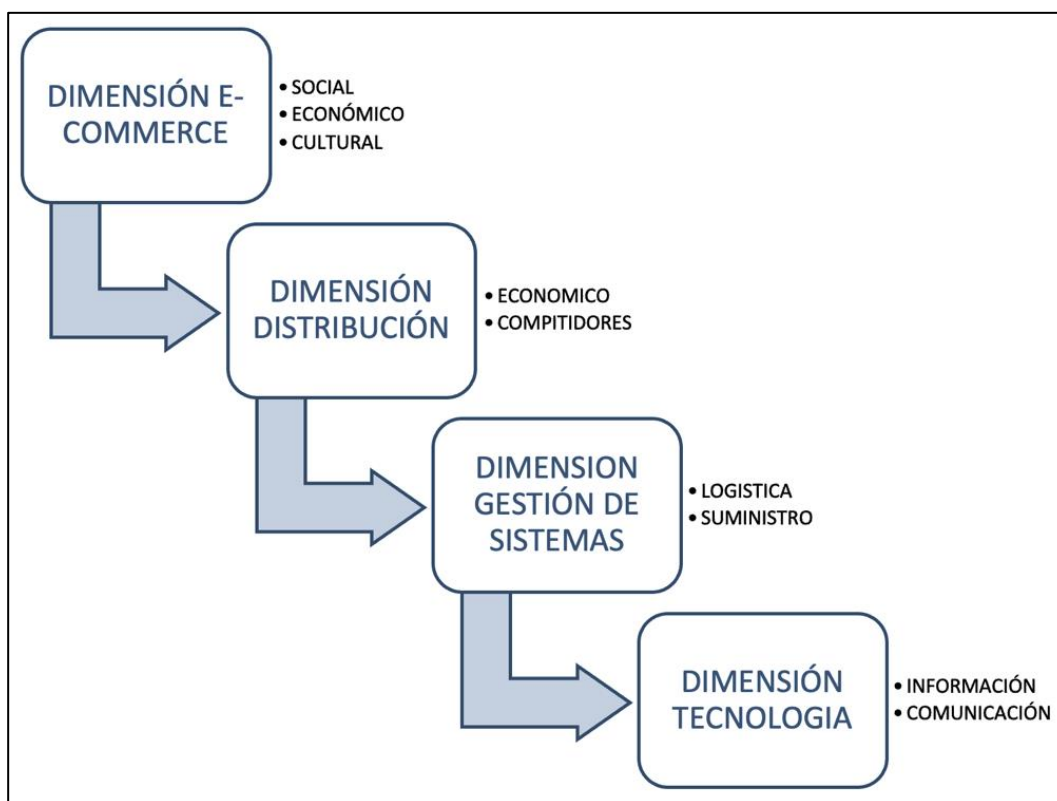 DIMENSIÓN E-
COMMERCE
• SOCIAL
• ECONÓMICO
• CULTURAL
DIMENSIÓN
DISTRIBUCIÓN
• ECONOMICO
• COMPITIDORES
DIMENSION
GESTIÓN DE
SISTEMAS
• LOGISTICA
• SUMINISTRO
DIMENSIÓN
TECNOLOGIA
• INFORMACIÓN
• COMUNICACIÓN